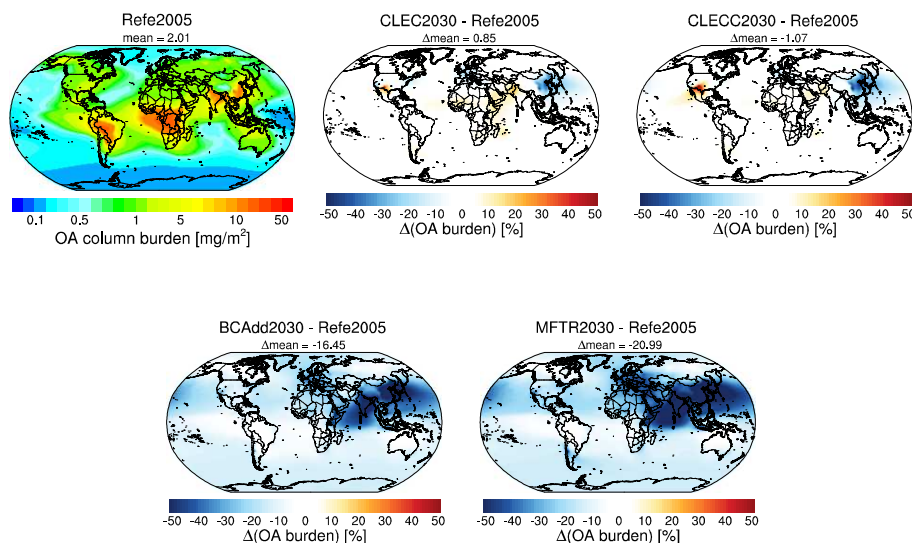 Refe2005
mean = 2.01
0.1 0.5 1 5 10 50
OA column burden [mg/m²]
CLEC2030 - Refe2005
Δmean = 0.85
-50 -40 -30 -20 -10 0 10 20 30 40 50
Δ(OA burden) [%]
CLECC2030 - Refe2005
Δmean = -1.07
-50 -40 -30 -20 -10 0 10 20 30 40 50
Δ(OA burden) [%]
BCAdd2030 - Refe2005
Δmean = -16.45
-50 -40 -30 -20 -10 0 10 20 30 40 50
Δ(OA burden) [%]
MFTR2030 - Refe2005
Δmean = -20.99
-50 -40 -30 -20 -10 0 10 20 30 40 50
Δ(OA burden) [%]